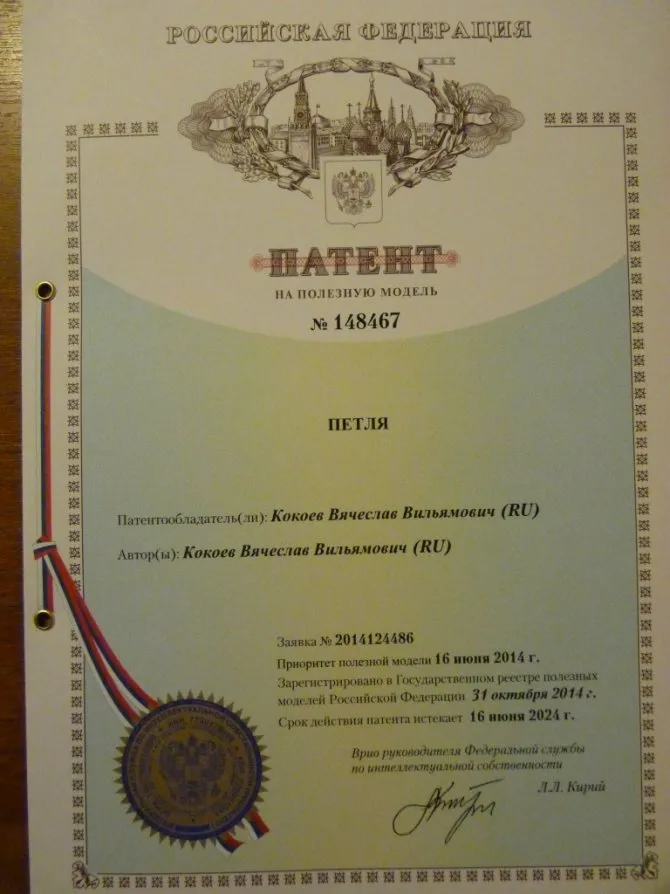 РОССИЙСКАЯ ФЕДЕРАЦИЯ
ПАТЕНТ
НА ПОЛЕЗНУЮ МОДЕЛЬ
№ 148467
ПЕТЛЯ
Патентообладатель(ли): Кокоев Вячеслав Вильямович (RU)
Автор(ы): Кокоев Вячеслав Вильямович (RU)
Заявка № 2014124486
Приоритет полезной модели 16 июня 2014 г.
Зарегистрировано в Государственном реестре полезных
моделей Российской Федерации 31 октября 2014 г.
Срок действия патента истекает 16 июня 2024 г.
Врио руководителя Федеральной службы
по интеллектуальной собственности
Л.Л. Кирий